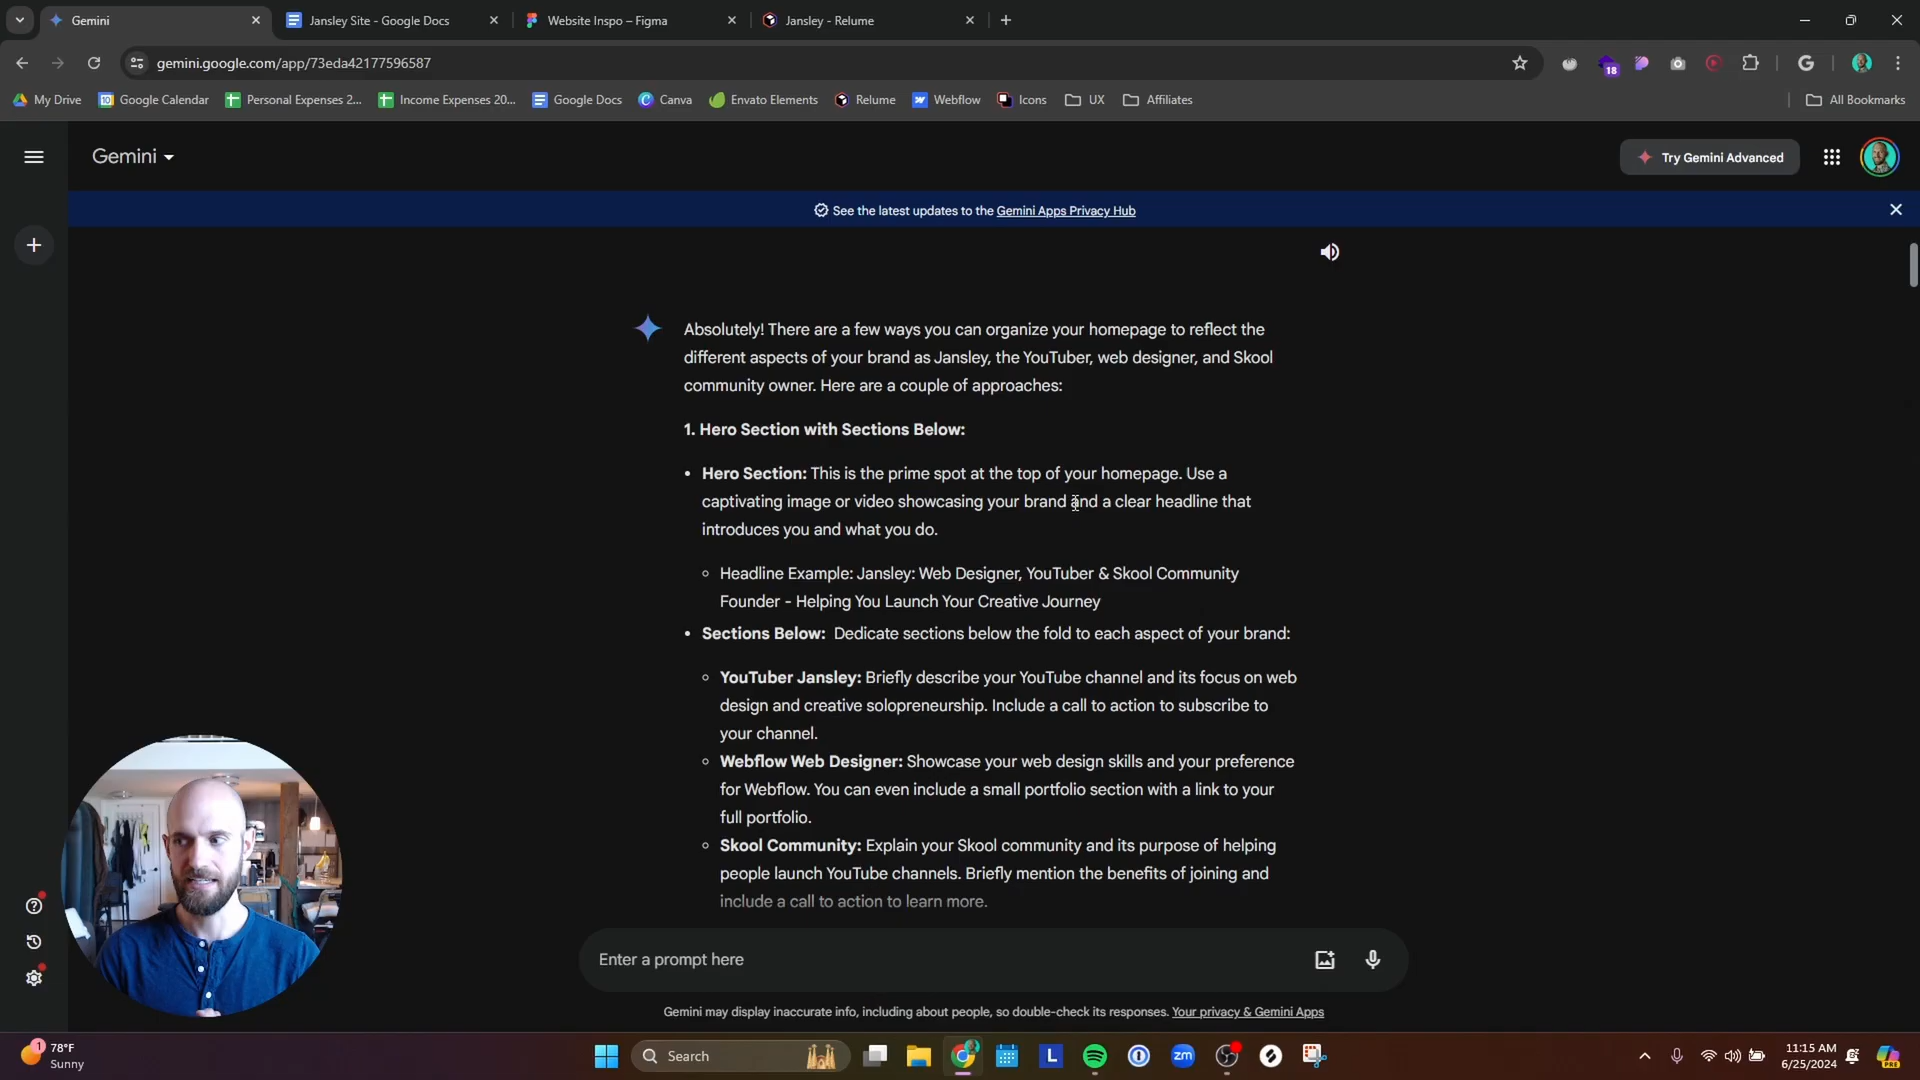 Gemini
Jansley Site - Google Docs
Website Inspo – Figma
Jansley - Relume
gemini.google.com/app/73eda42177596587
18
My Drive
Google Calendar
Personal Expenses 2...
Income Expenses 20...
Google Docs
Canva
Envato Elements
Relume
Webflow
Icons
UX
Affiliates
All Bookmarks
Gemini
Try Gemini Advanced
See the latest updates to the Gemini Apps Privacy Hub
Absolutely! There are a few ways you can organize your homepage to reflect the
different aspects of your brand as Jansley, the YouTuber, web designer, and Skool
community owner. Here are a couple of approaches:
1. Hero Section with Sections Below:
• Hero Section: This is the prime spot at the top of your homepage. Use a
captivating image or video showcasing your brand and a clear headline that
introduces you and what you do.
Headline Example: Jansley: Web Designer, YouTuber & Skool Community
Founder - Helping You Launch Your Creative Journey
• Sections Below: Dedicate sections below the fold to each aspect of your brand:
YouTuber Jansley: Briefly describe your YouTube channel and its focus on web
design and creative solopreneurship. Include a call to action to subscribe to
your channel.
Webflow Web Designer: Showcase your web design skills and your preference
for Webflow. You can even include a small portfolio section with a link to your
full portfolio.
Skool Community: Explain your Skool community and its purpose of helping
people launch YouTube channels. Briefly mention the benefits of joining and
include a call to action to learn more.
Enter a prompt here
Gemini may display inaccurate info, including about people, so double-check its responses. Your privacy & Gemini Apps
1
78°F
Sunny
Search
L
zm
11:15 AM
6/25/2024
PRE